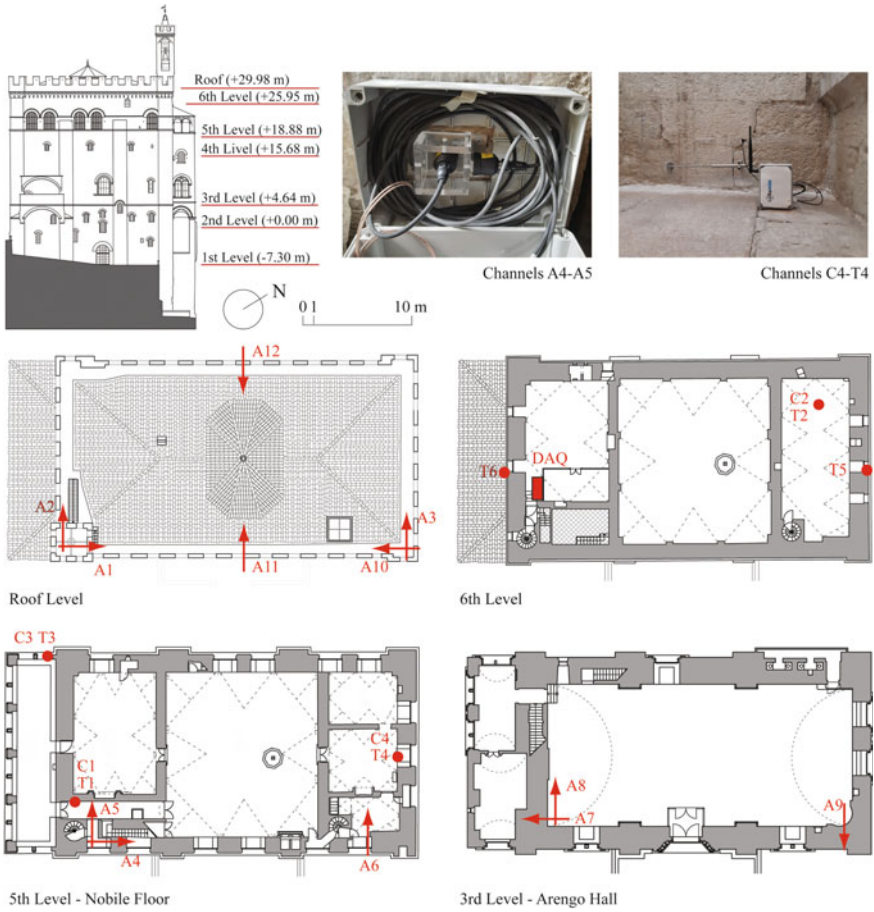 Roof (+29.98 m)
6th Level (+25.95 m)
5th Level (+18.88 m)
4th Livel (+15.68 m)
3rd Level (+4.64 m)
2nd Level (+0.00 m)
1st Level (-7.30 m)
N
0 1 10 m
Channels A4-A5
Channels C4-T4
A12
A2
A3
A1
A11
A10
Roof Level
C2
T2
DAQ
T6
T5
6th Level
C3 T3
C4
T4
C1
T1
A5
A4
A6
5th Level - Nobile Floor
A8
A7
A9
3rd Level - Arengo Hall